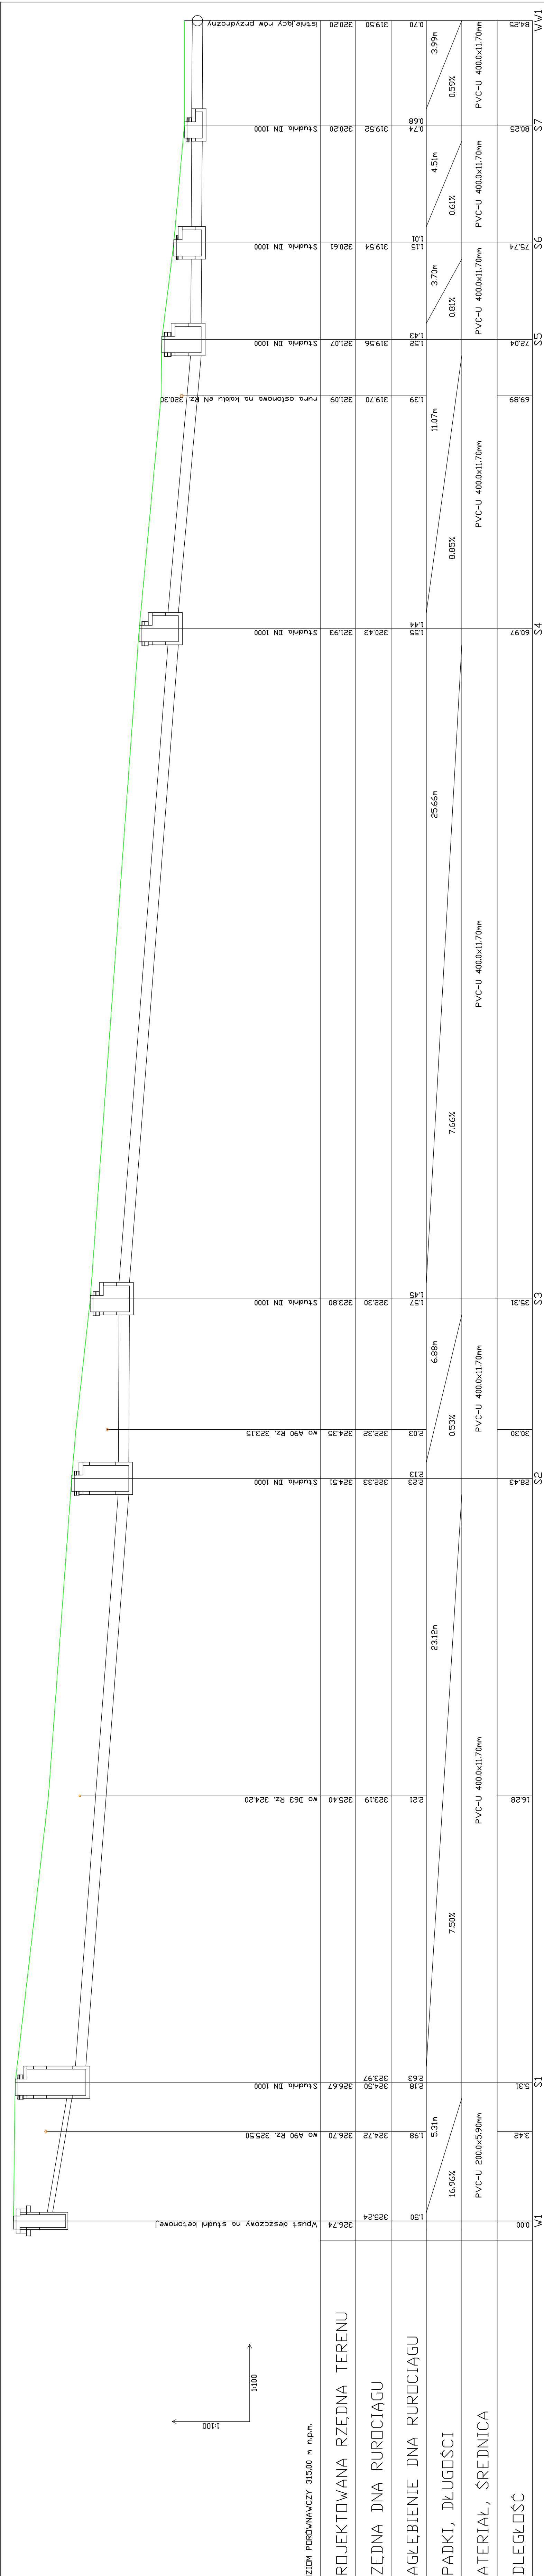 ZIOM PORÓWNAWCZY 315.00 m n.p.m.
1:100
1:100
ROJEKTOWANA RZĘDNA TERENU
ZĘDNA DNA RUROCIĄGU
AGŁĘBIENIE DNA RUROCIĄGU
PADKI, DŁUGOŚCI
ATERIAŁ, ŚREDNICA
DLEGŁOŚĆ
Wpust deszczowy na studni betonowej
326.74
325.24
1.50
0.00
W1
5.31m
16.96%
PVC-U 200.0x5.90mm
wo A90 Rz. 325.50
326.70
324.72
1.98
3.42
Studnia DN 1000
326.67
324.50
323.97
2.18
2.63
5.31
S1
23.12m
7.50%
PVC-U 400.0x11.70mm
wo D63 Rz. 324.20
325.40
323.19
2.21
16.28
Studnia DN 1000
324.51
322.33
2.23
2.13
28.43
S2
6.88m
0.53%
PVC-U 400.0x11.70mm
wo A90 Rz. 323.15
324.35
322.32
2.03
30.30
Studnia DN 1000
323.80
322.30
1.57
1.45
35.31
S3
25.66m
7.66%
PVC-U 400.0x11.70mm
Studnia DN 1000
321.93
320.43
1.55
1.44
60.97
S4
11.07m
8.85%
PVC-U 400.0x11.70mm
rura osłonowa na kablu eN Rz. 320.30
321.09
319.70
1.39
69.89
Studnia DN 1000
321.07
319.56
1.52
1.43
72.04
S5
3.70m
0.81%
PVC-U 400.0x11.70mm
Studnia DN 1000
320.61
319.54
1.15
1.01
75.74
S6
4.51m
0.61%
PVC-U 400.0x11.70mm
Studnia DN 1000
320.20
319.52
0.74
0.68
80.25
S7
3.99m
0.59%
PVC-U 400.0x11.70mm
istniejący rów przydrożny
320.20
319.50
0.70
84.25
WW1